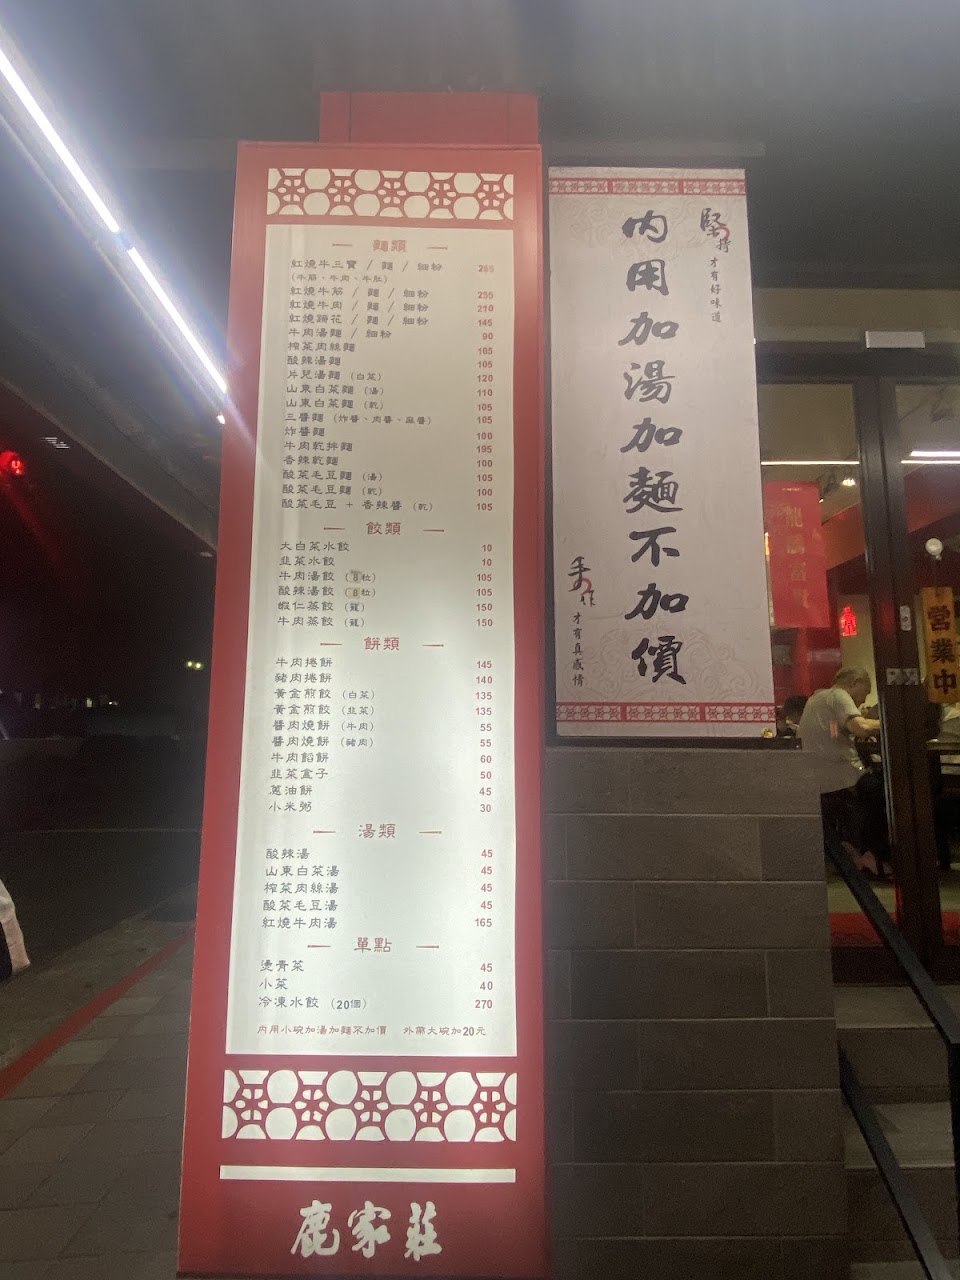 麵類
紅燒牛三寶 / 麵 / 細粉 265
(牛筋、牛肉、牛肚)
紅燒牛筋 / 麵 / 細粉 255
紅燒牛肉 / 麵 / 細粉 210
紅燒蹄花 / 麵 / 細粉 145
牛肉湯麵 / 細粉 90
榨菜肉絲麵 105
酸辣湯麵 105
片兒湯麵 (白菜) 120
山東白菜麵 (湯) 110
山東白菜麵 (乾) 105
三醬麵 (炸醬、肉醬、麻醬) 105
炸醬麵 100
牛肉乾拌麵 195
香辣乾麵 100
酸菜毛豆麵 (湯) 105
酸菜毛豆麵 (乾) 100
酸菜毛豆 + 香辣醬 (乾) 105
餃類
大白菜水餃 10
韭菜水餃 10
牛肉湯餃 (8粒) 105
酸辣湯餃 (8粒) 105
蝦仁蒸餃 (籠) 150
牛肉蒸餃 (籠) 150
餅類
牛肉捲餅 145
豬肉捲餅 140
黃金煎餃 (白菜) 135
黃金煎餃 (韭菜) 135
醬肉燒餅 (牛肉) 55
醬肉燒餅 (豬肉) 55
牛肉餡餅 60
韭菜盒子 50
蔥油餅 45
小米粥 30
湯類
酸辣湯 45
山東白菜湯 45
榨菜肉絲湯 45
酸菜毛豆湯 45
紅燒牛肉湯 165
單點
燙青菜 45
小菜 40
冷凍水餃 (20個) 270
內用小碗加湯加麵不加價 外帶大碗加20元
鹿家莊
堅持才有好味道
內用加湯加麵不加價
手作才有真感情
營業中